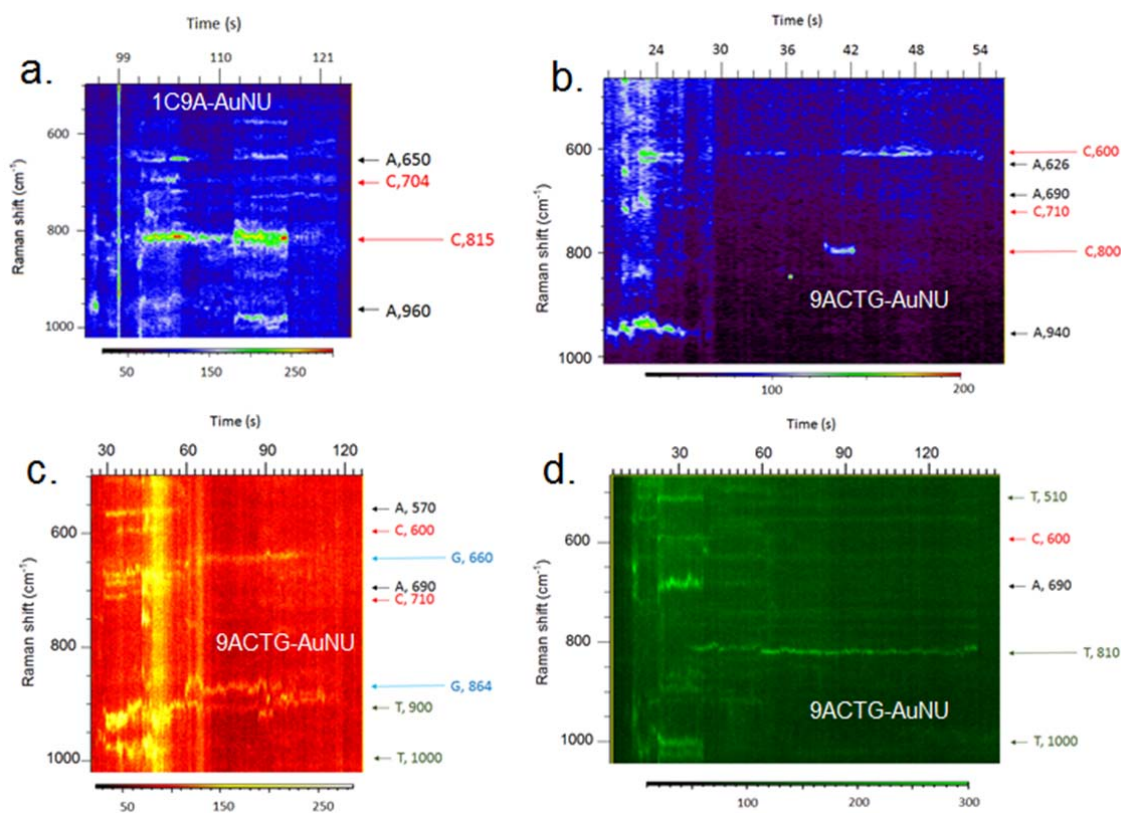 Time (s)
99 110 121
a.
1C9A-AuNU
Raman shift (cm⁻¹)
600
800
1000
A,650
C,704
C,815
A,960
50 150 250
Time (s)
24 30 36 42 48 54
b.
9ACTG-AuNU
Raman shift (cm⁻¹)
600
800
1000
C,600
A,626
A,690
C,710
C,800
A,940
100 200
Time (s)
30 60 90 120
c.
9ACTG-AuNU
Raman shift (cm⁻¹)
600
800
1000
A, 570
C, 600
G, 660
A, 690
C, 710
G, 864
T, 900
T, 1000
50 150 250
Time (s)
30 60 90 120
d.
9ACTG-AuNU
Raman shift (cm⁻¹)
600
800
1000
T, 510
C, 600
A, 690
T, 810
T, 1000
100 200 300